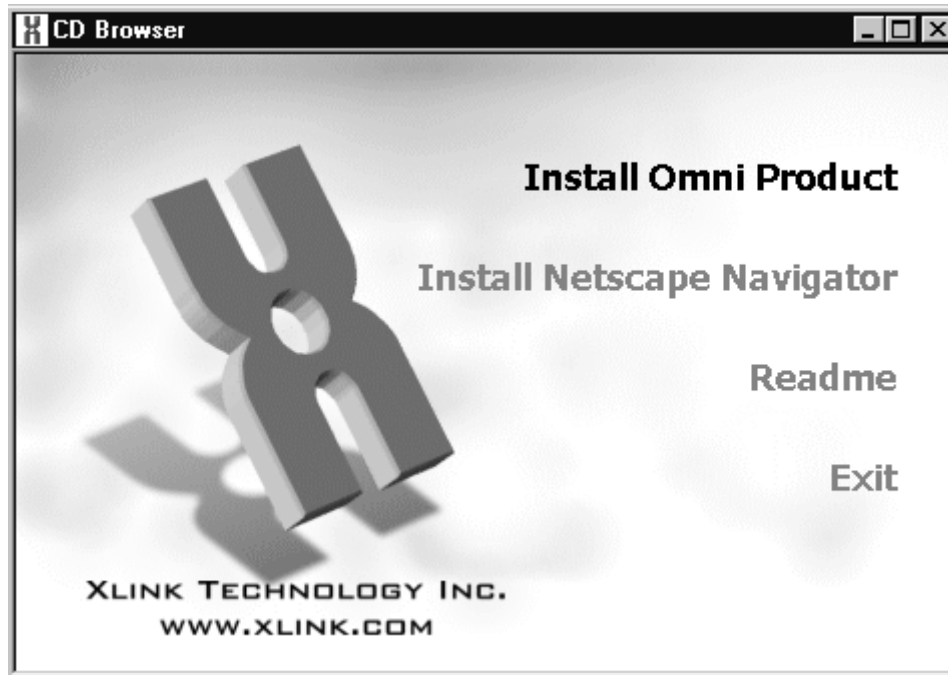 CD Browser
Install Omni Product
Install Netscape Navigator
Readme
Exit
XLINK TECHNOLOGY INC.
WWW.XLINK.COM